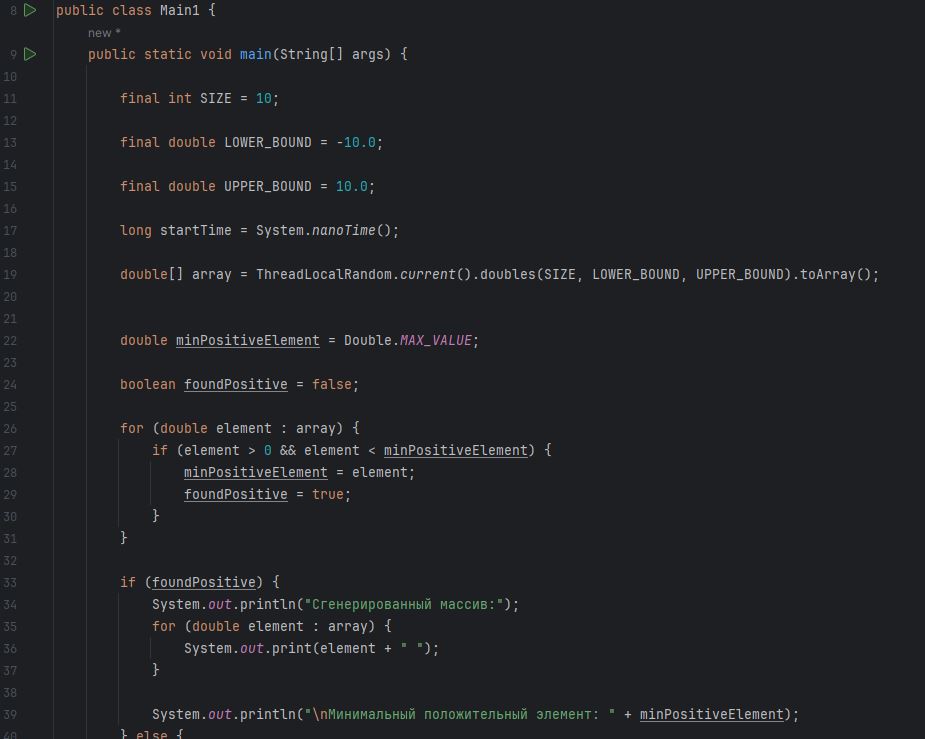 8 public class Main1 {
new *
9 public static void main(String[] args) {
10
11 final int SIZE = 10;
12
13 final double LOWER_BOUND = -10.0;
14
15 final double UPPER_BOUND = 10.0;
16
17 long startTime = System.nanoTime();
18
19 double[] array = ThreadLocalRandom.current().doubles(SIZE, LOWER_BOUND, UPPER_BOUND).toArray();
20
21
22 double minPositiveElement = Double.MAX_VALUE;
23
24 boolean foundPositive = false;
25
26 for (double element : array) {
27 if (element > 0 && element < minPositiveElement) {
28 minPositiveElement = element;
29 foundPositive = true;
30 }
31 }
32
33 if (foundPositive) {
34 System.out.println("Сгенерированный массив:");
35 for (double element : array) {
36 System.out.print(element + " ");
37 }
38
39 System.out.println("\nМинимальный положительный элемент: " + minPositiveElement);
40 } else {